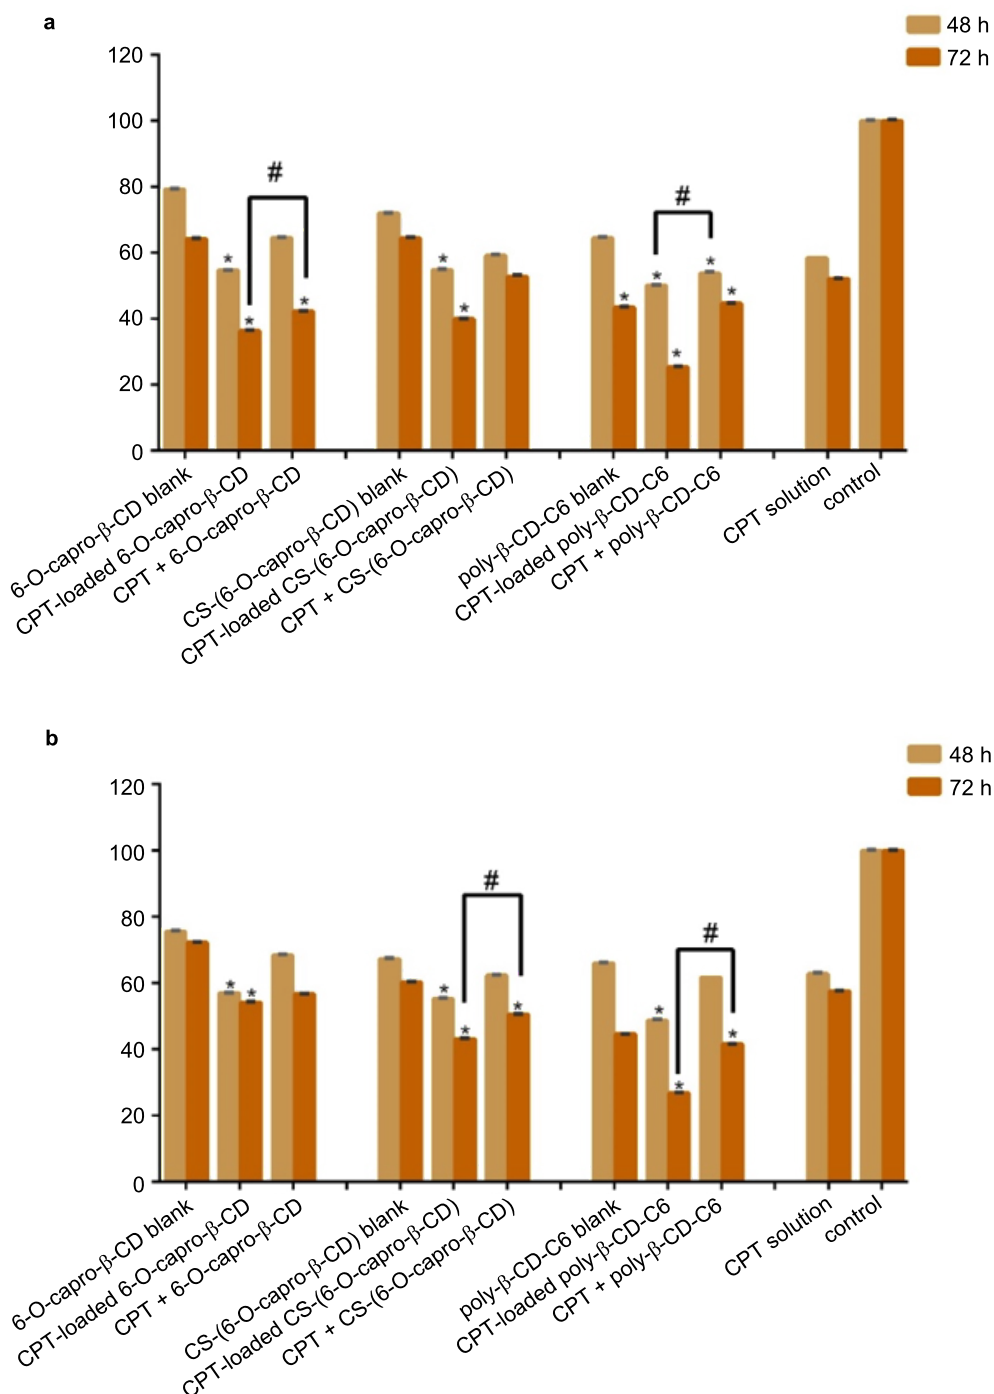 a
48 h
72 h
120
100
80
60
40
20
0
#
#
*
*
*
*
*
*
*
*
*
*
6-O-capro-β-CD blank
CPT-loaded 6-O-capro-β-CD
CPT + 6-O-capro-β-CD
CS-(6-O-capro-β-CD) blank
CPT-loaded CS-(6-O-capro-β-CD)
CPT + CS-(6-O-capro-β-CD)
poly-β-CD-C6 blank
CPT-loaded poly-β-CD-C6
CPT + poly-β-CD-C6
CPT solution
control
b
48 h
72 h
120
100
80
60
40
20
0
#
#
*
*
*
*
*
*
*
*
6-O-capro-β-CD blank
CPT-loaded 6-O-capro-β-CD
CPT + 6-O-capro-β-CD
CS-(6-O-capro-β-CD) blank
CPT-loaded CS-(6-O-capro-β-CD)
CPT + CS-(6-O-capro-β-CD)
poly-β-CD-C6 blank
CPT-loaded poly-β-CD-C6
CPT + poly-β-CD-C6
CPT solution
control